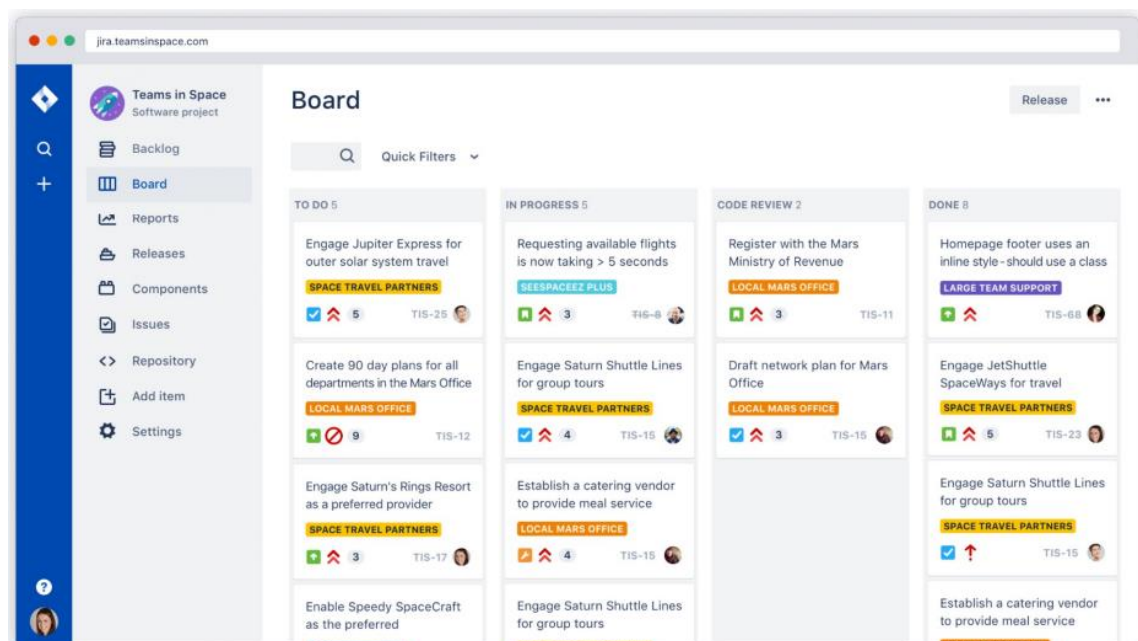 jira.teamsinspace.com
Teams in Space
Software project
Backlog
Board
Reports
Releases
Components
Issues
Repository
Add item
Settings
?
Board
Release
Quick Filters
TO DO 5
Engage Jupiter Express for
outer solar system travel
SPACE TRAVEL PARTNERS
5 TIS-25
Create 90 day plans for all
departments in the Mars Office
LOCAL MARS OFFICE
9 TIS-12
Engage Saturn's Rings Resort
as a preferred provider
SPACE TRAVEL PARTNERS
3 TIS-17
Enable Speedy SpaceCraft
as the preferred
IN PROGRESS 5
Requesting available flights
is now taking > 5 seconds
SEESPACEEZ PLUS
3 TIS-8
Engage Saturn Shuttle Lines
for group tours
SPACE TRAVEL PARTNERS
4 TIS-15
Establish a catering vendor
to provide meal service
LOCAL MARS OFFICE
4 TIS-15
Engage Saturn Shuttle Lines
for group tours
CODE REVIEW 2
Register with the Mars
Ministry of Revenue
LOCAL MARS OFFICE
3 TIS-11
Draft network plan for Mars
Office
LOCAL MARS OFFICE
3 TIS-15
DONE 8
Homepage footer uses an
inline style - should use a class
LARGE TEAM SUPPORT
TIS-68
Engage JetShuttle
SpaceWays for travel
SPACE TRAVEL PARTNERS
5 TIS-23
Engage Saturn Shuttle Lines
for group tours
SPACE TRAVEL PARTNERS
TIS-15
Establish a catering vendor
to provide meal service